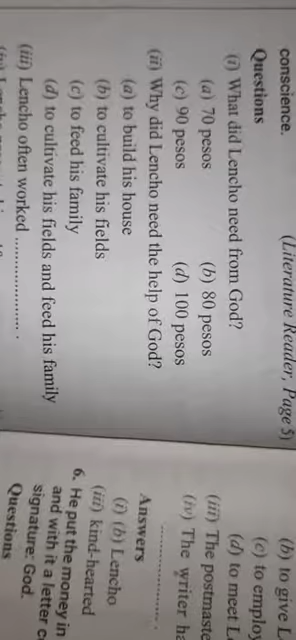 conscience.
(Literature Reader, Page 5)
Questions
(i) What did Lencho need from God?
(a) 70 pesos
(b) 80 pesos
(c) 90 pesos
(d) 100 pesos
(ii) Why did Lencho need the help of God?
(a) to build his house
(b) to cultivate his fields
(c) to feed his family
(d) to cultivate his fields and feed his family
(iii) Lencho often worked ................... .
(b) to give L
(c) to emplo
(d) to meet L
(iii) The postmaste
(iv) The writer ha
................... .
Answers
(i) (b) Lencho
(iii) kind-hearted
6. He put the money in
and with it a letter c
signature: God.
Questions